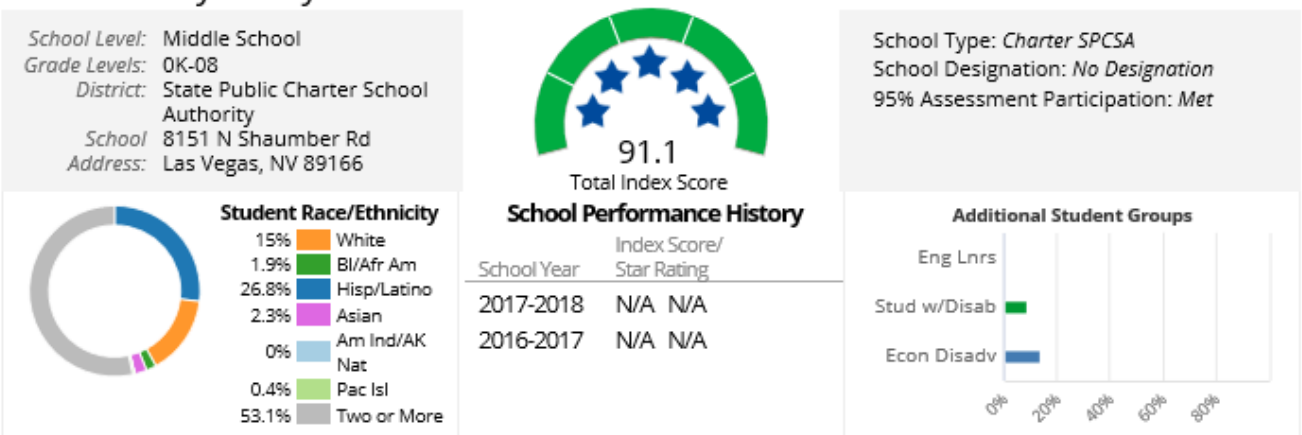 School Level: Middle School
Grade Levels: 0K-08
District: State Public Charter School
Authority
School 8151 N Shaumber Rd
Address: Las Vegas, NV 89166
91.1
Total Index Score
School Type: Charter SPCSA
School Designation: No Designation
95% Assessment Participation: Met
Student Race/Ethnicity
15% White
1.9% Bl/Afr Am
26.8% Hisp/Latino
2.3% Asian
0% Am Ind/AK
Nat
0.4% Pac Isl
53.1% Two or More
School Performance History
Index Score/
School Year Star Rating
2017-2018 N/A N/A
2016-2017 N/A N/A
Additional Student Groups
Eng Lnrs
Stud w/Disab
Econ Disadv
0% 20% 40% 60% 80%